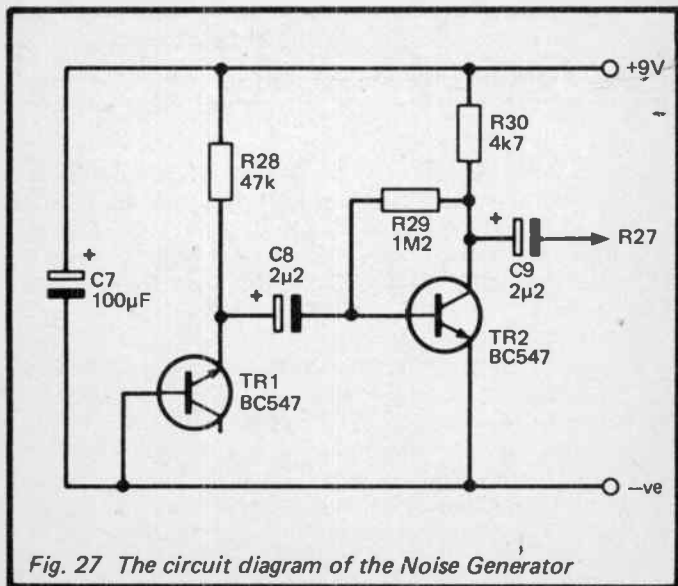 +9V
R28
47k
R30
4k7
R29
1M2
+
C7
100µF
C8
2µ2
+
+
C9
2µ2
R27
TR1
BC547
TR2
BC547
—ve
Fig. 27 The circuit diagram of the Noise Generator